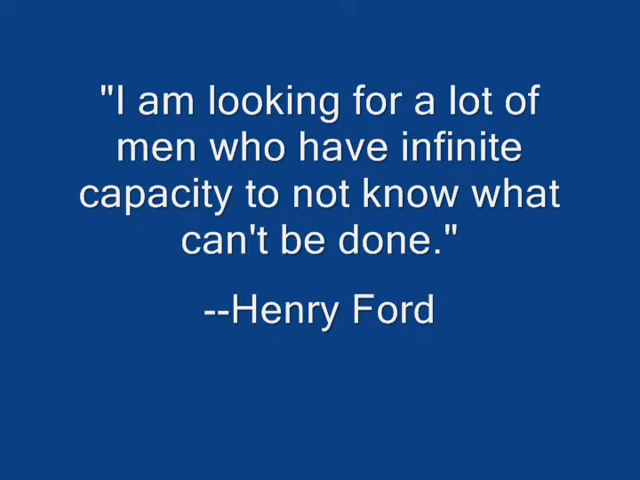 "I am looking for a lot of
men who have infinite
capacity to not know what
can't be done."
--Henry Ford